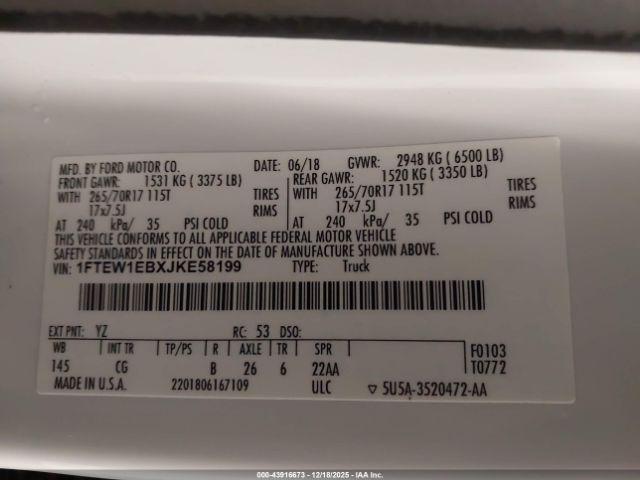 MFD. BY FORD MOTOR CO. DATE: 06/18 GVWR: 2948 KG ( 6500 LB)
FRONT GAWR: 1531 KG ( 3375 LB) REAR GAWR: 1520 KG ( 3350 LB)
WITH 265/70R17 115T TIRES WITH 265/70R17 115T TIRES
17x7.5J RIMS 17x7.5J RIMS
AT 240 kPa/ 35 PSI COLD AT 240 kPa/ 35 PSI COLD
THIS VEHICLE CONFORMS TO ALL APPLICABLE FEDERAL MOTOR VEHICLE
SAFETY STANDARDS IN EFFECT ON THE DATE OF MANUFACTURE SHOWN ABOVE.
VIN: 1FTEW1EBXJKE58199 TYPE: Truck
EXT PNT: YZ RC: 53 DSO:
WB INT TR TP/PS R AXLE TR SPR F0103
145 CG B 26 6 22AA T0772
MADE IN U.S.A. 2201806167109 ULC ▽ 5U5A-3520472-AA
000-43916673 - 12/18/2025 - IAA Inc.